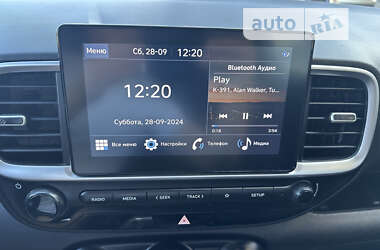 auto RIA
Меню Сб, 28-09 12:20
Bluetooth Аудио
Play
K-391, Alan Walker, Tu...
12:20
0:18 3:54
Суббота, 28-09-2024
Все меню Настройки Телефон Медиа
RADIO MEDIA < SEEK TRACK > SETUP